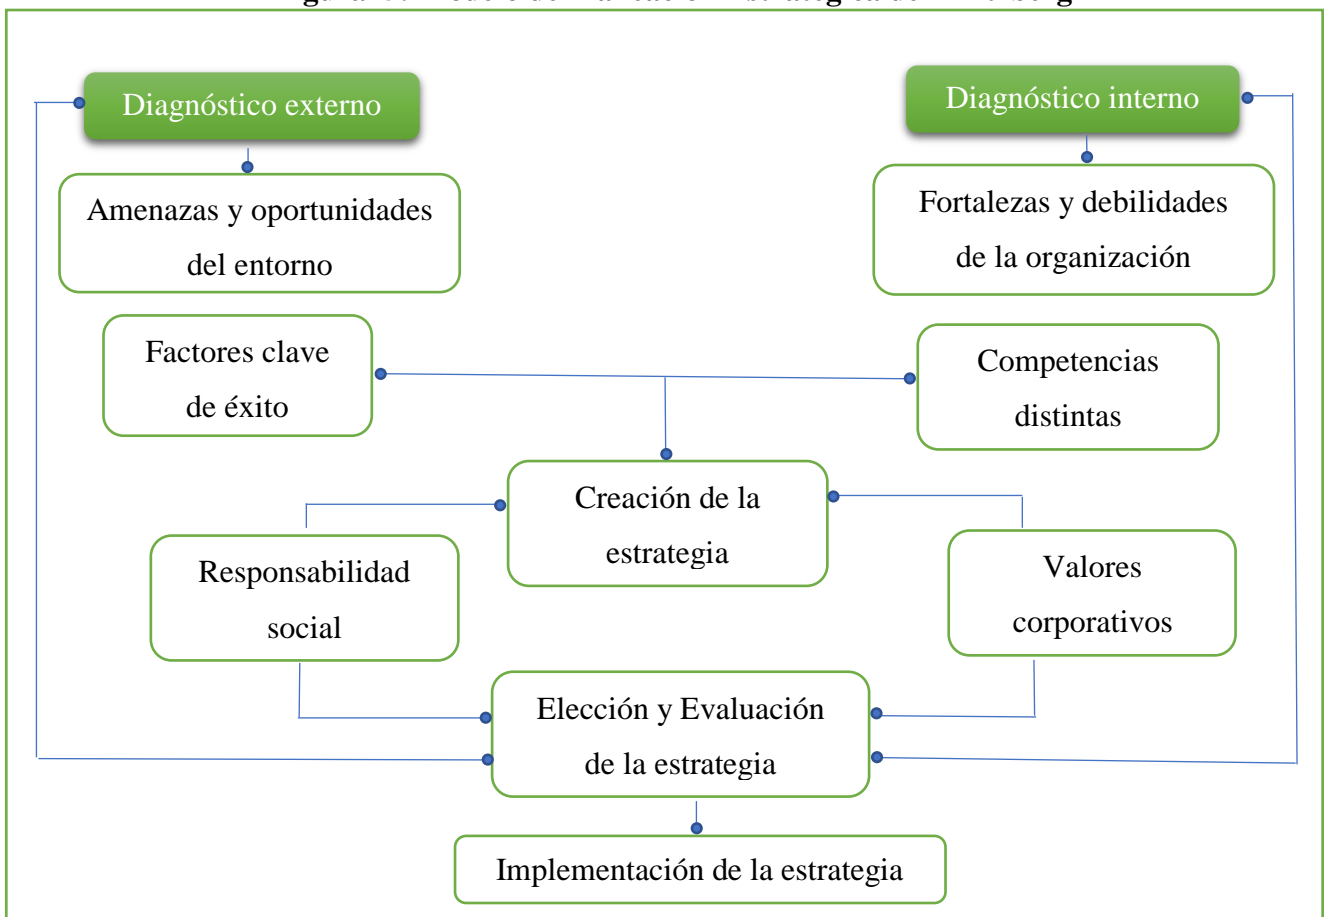 Diagnóstico externo
Diagnóstico interno
Amenazas y oportunidades
del entorno
Fortalezas y debilidades
de la organización
Factores clave
de éxito
Competencias
distintas
Creación de la
estrategia
Responsabilidad
social
Valores
corporativos
Elección y Evaluación
de la estrategia
Implementación de la estrategia